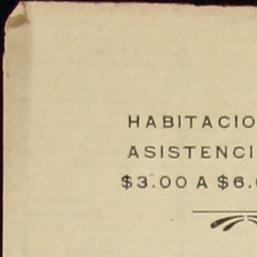 HABITACIO
ASISTENCI
$3.00 A $6.